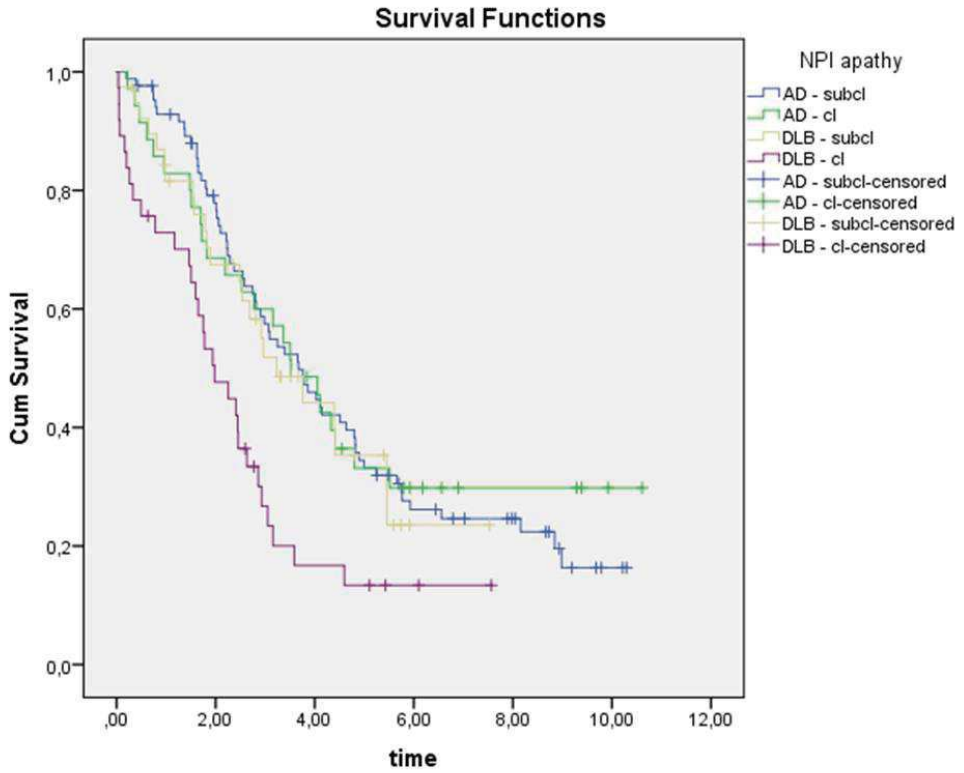 Survival Functions
NPI apathy
AD - subcl
AD - cl
DLB - subcl
DLB - cl
AD - subcl-censored
AD - cl-censored
DLB - subcl-censored
DLB - cl-censored
Cum Survival
1,0
0,8
0,6
0,4
0,2
0,0
,00 2,00 4,00 6,00 8,00 10,00 12,00
time